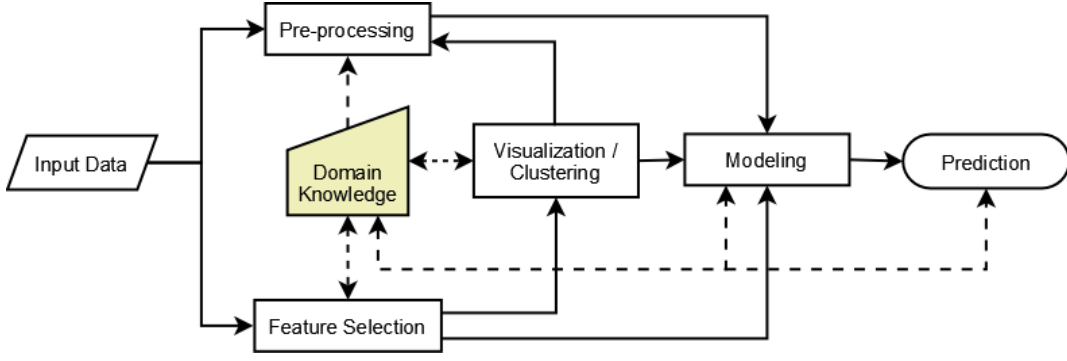 Pre-processing
Input Data
Domain
Knowledge
Visualization /
Clustering
Modeling
Prediction
Feature Selection